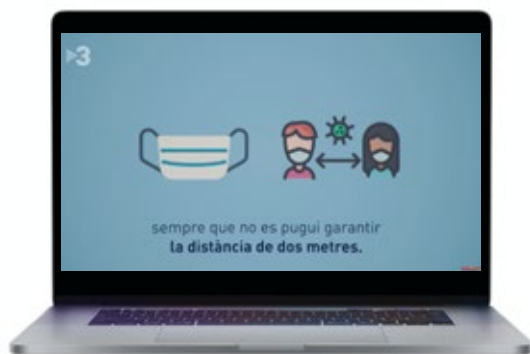 3
sempre que no es pugui garantir
la distància de dos metres.